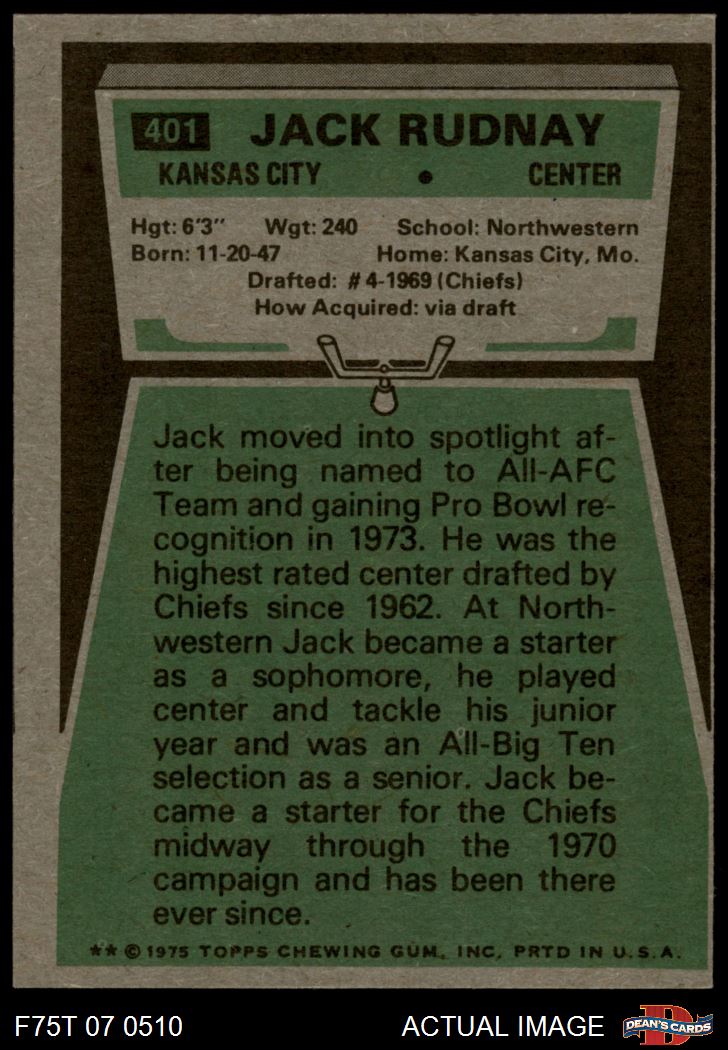 401 JACK RUDNAY
KANSAS CITY • CENTER
Hgt: 6'3" Wgt: 240 School: Northwestern
Born: 11-20-47 Home: Kansas City, Mo.
Drafted: #4-1969 (Chiefs)
How Acquired: via draft
Jack moved into spotlight af-
ter being named to All-AFC
Team and gaining Pro Bowl re-
cognition in 1973. He was the
highest rated center drafted by
Chiefs since 1962. At North-
western Jack became a starter
as a sophomore, he played
center and tackle his junior
year and was an All-Big Ten
selection as a senior. Jack be-
came a starter for the Chiefs
midway through the 1970
campaign and has been there
ever since.
★★ © 1975 TOPPS CHEWING GUM, INC. PRTD IN U.S.A.
F75T 07 0510 ACTUAL IMAGE D DEAN'S CARDS